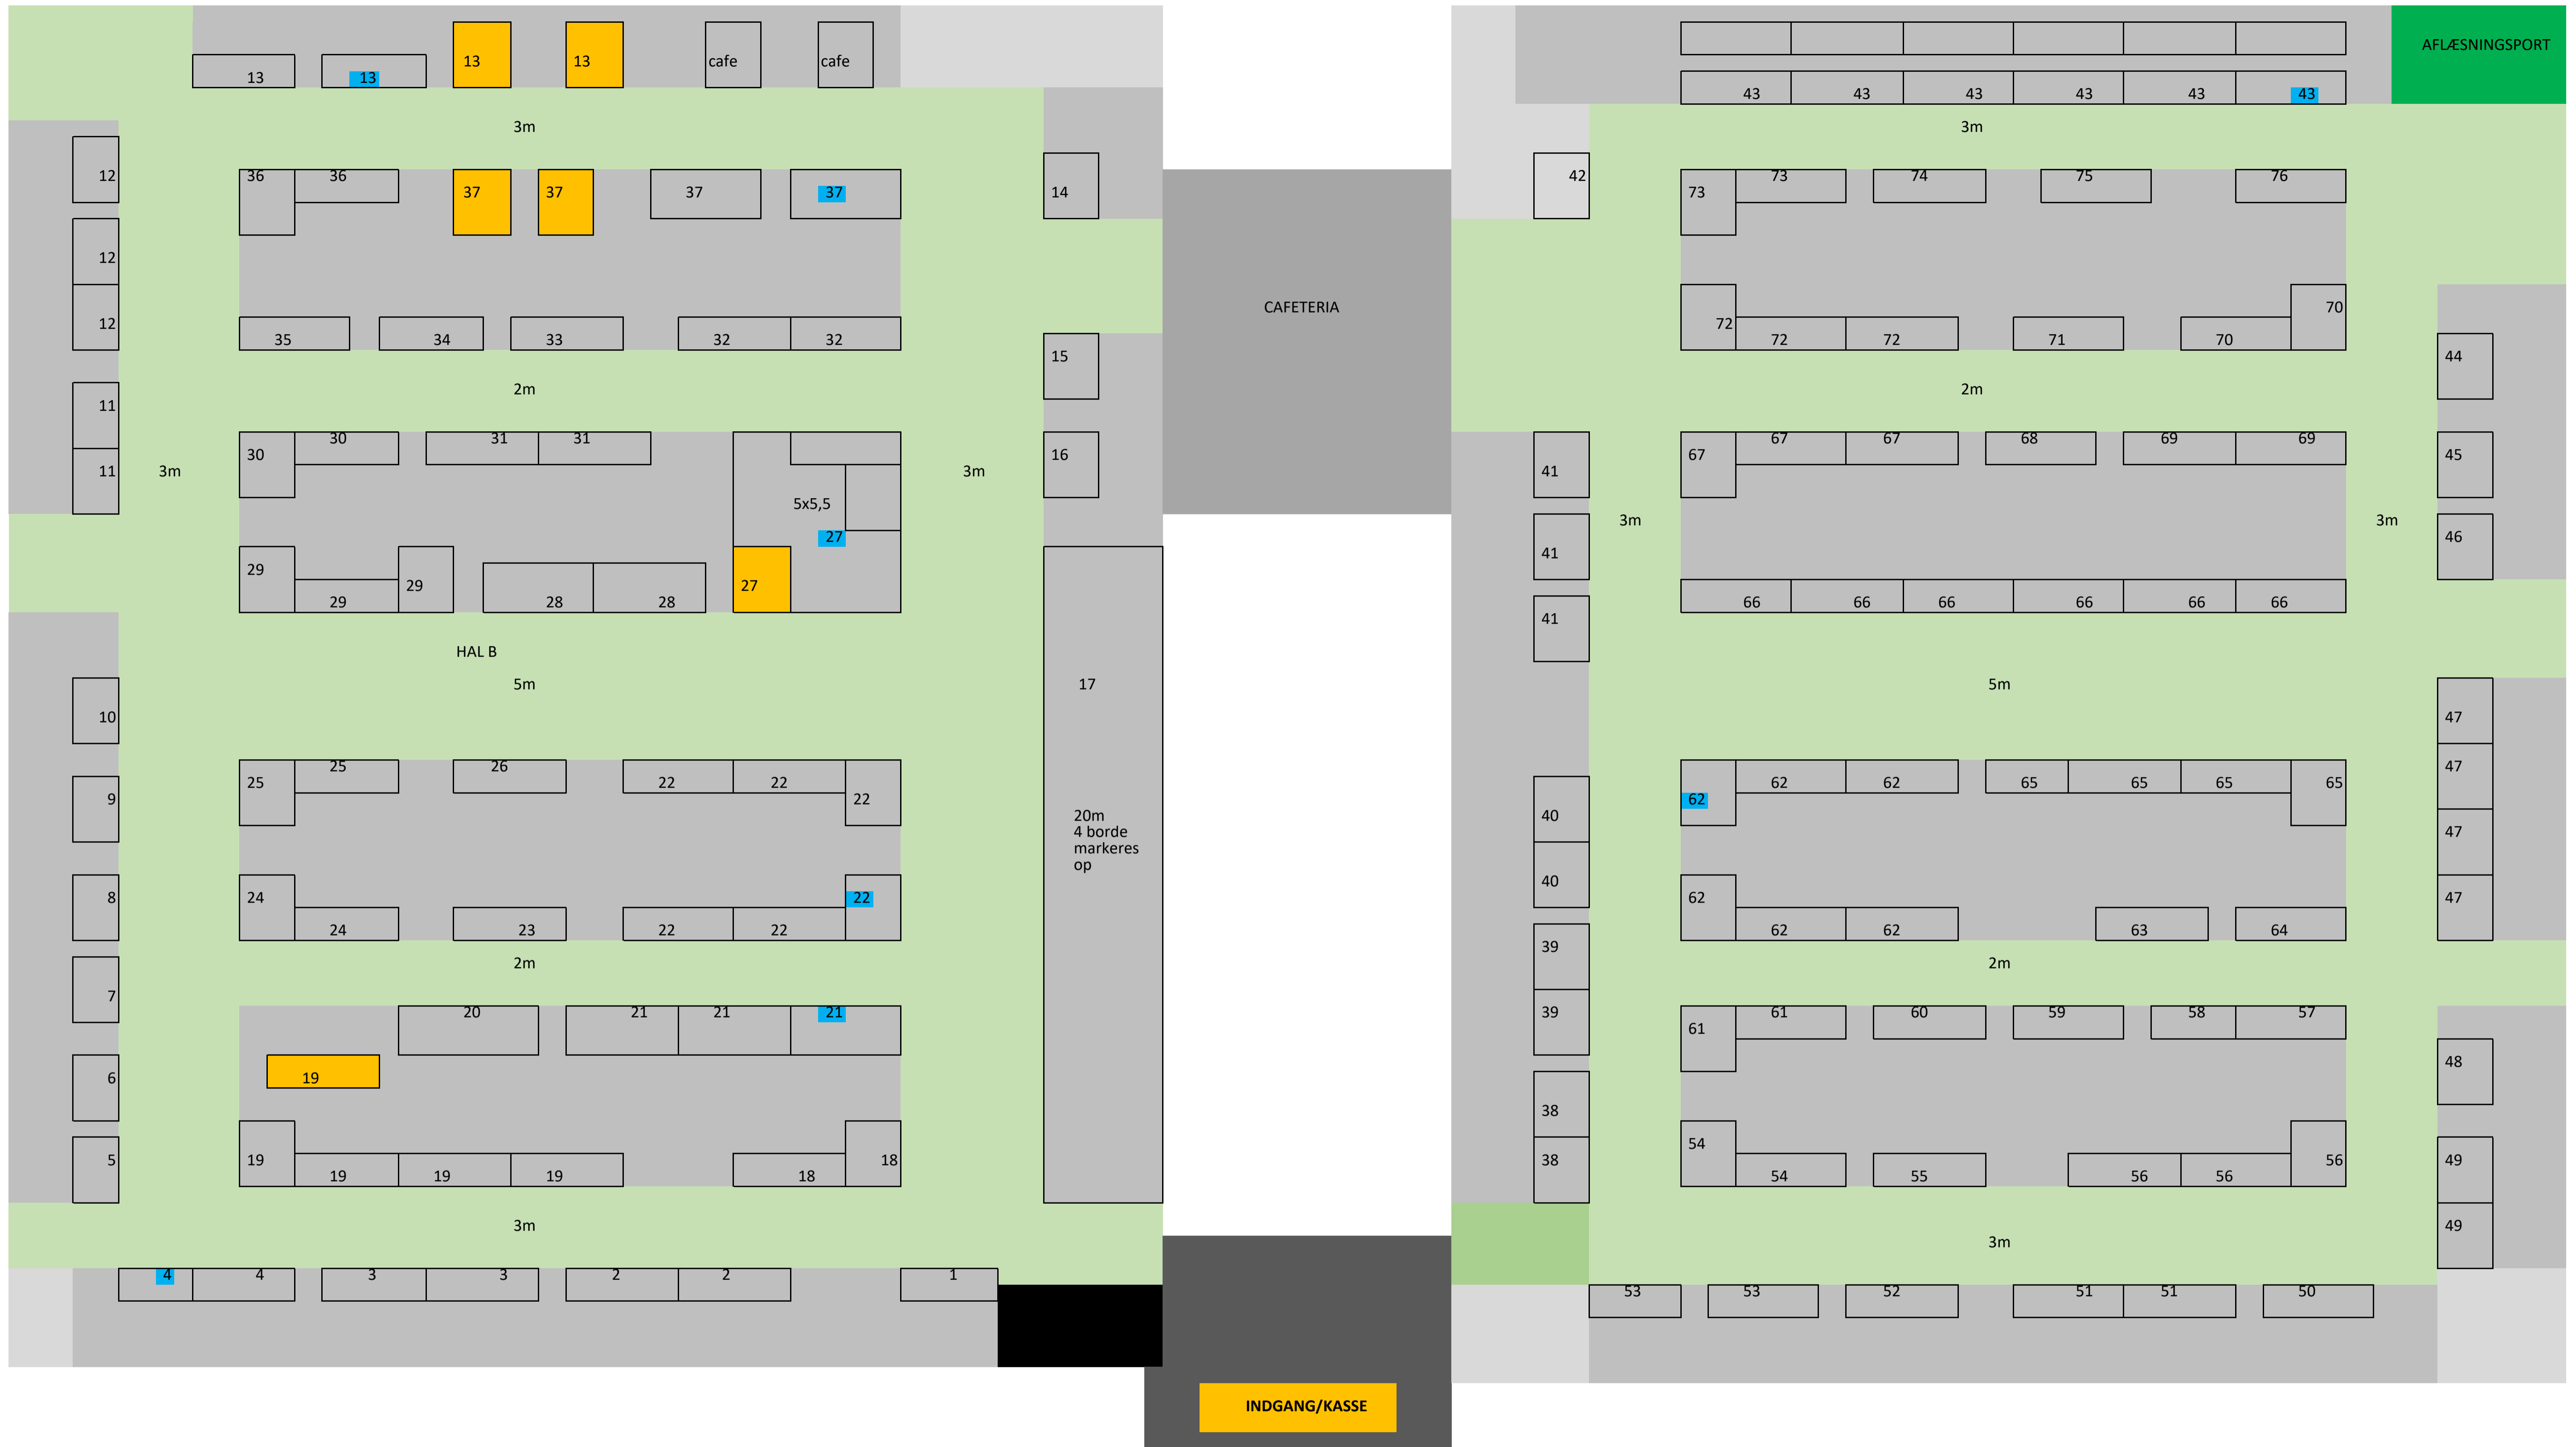 AFLÆSNINGSPORT
13 13 13 13 cafe cafe
43 43 43 43 43 43
3m 3m
12 36 36 37 37 37 37 14
42 73 73 74 75 76
12
CAFETERIA
12 35 34 33 32 32 15
72 72 72 71 70 70 44
2m 2m
11 30 30 31 31 16
67 67 67 68 69 69 45
11 3m 3m 41
5x5,5
3m 3m
27 41 46
29 29 29 28 28 27
66 66 66 66 66 66
41
HAL B
5m 17 5m
10 47
25 25 26 22 22 22
62 62 62 65 65 65 65 47
9
20m
4 borde
markeres
op
40 47
8 24 24 23 22 22 22
40 62 62 62 63 64 47
39
2m 2m
7 20 21 21 21
39 61 61 60 59 58 57
6 19 48
38
5 19 19 19 19 18 18
38 54 54 55 56 56 56 49
3m 49
3m
4 4 3 3 2 2 1
53 53 52 51 51 50
INDGANG/KASSE